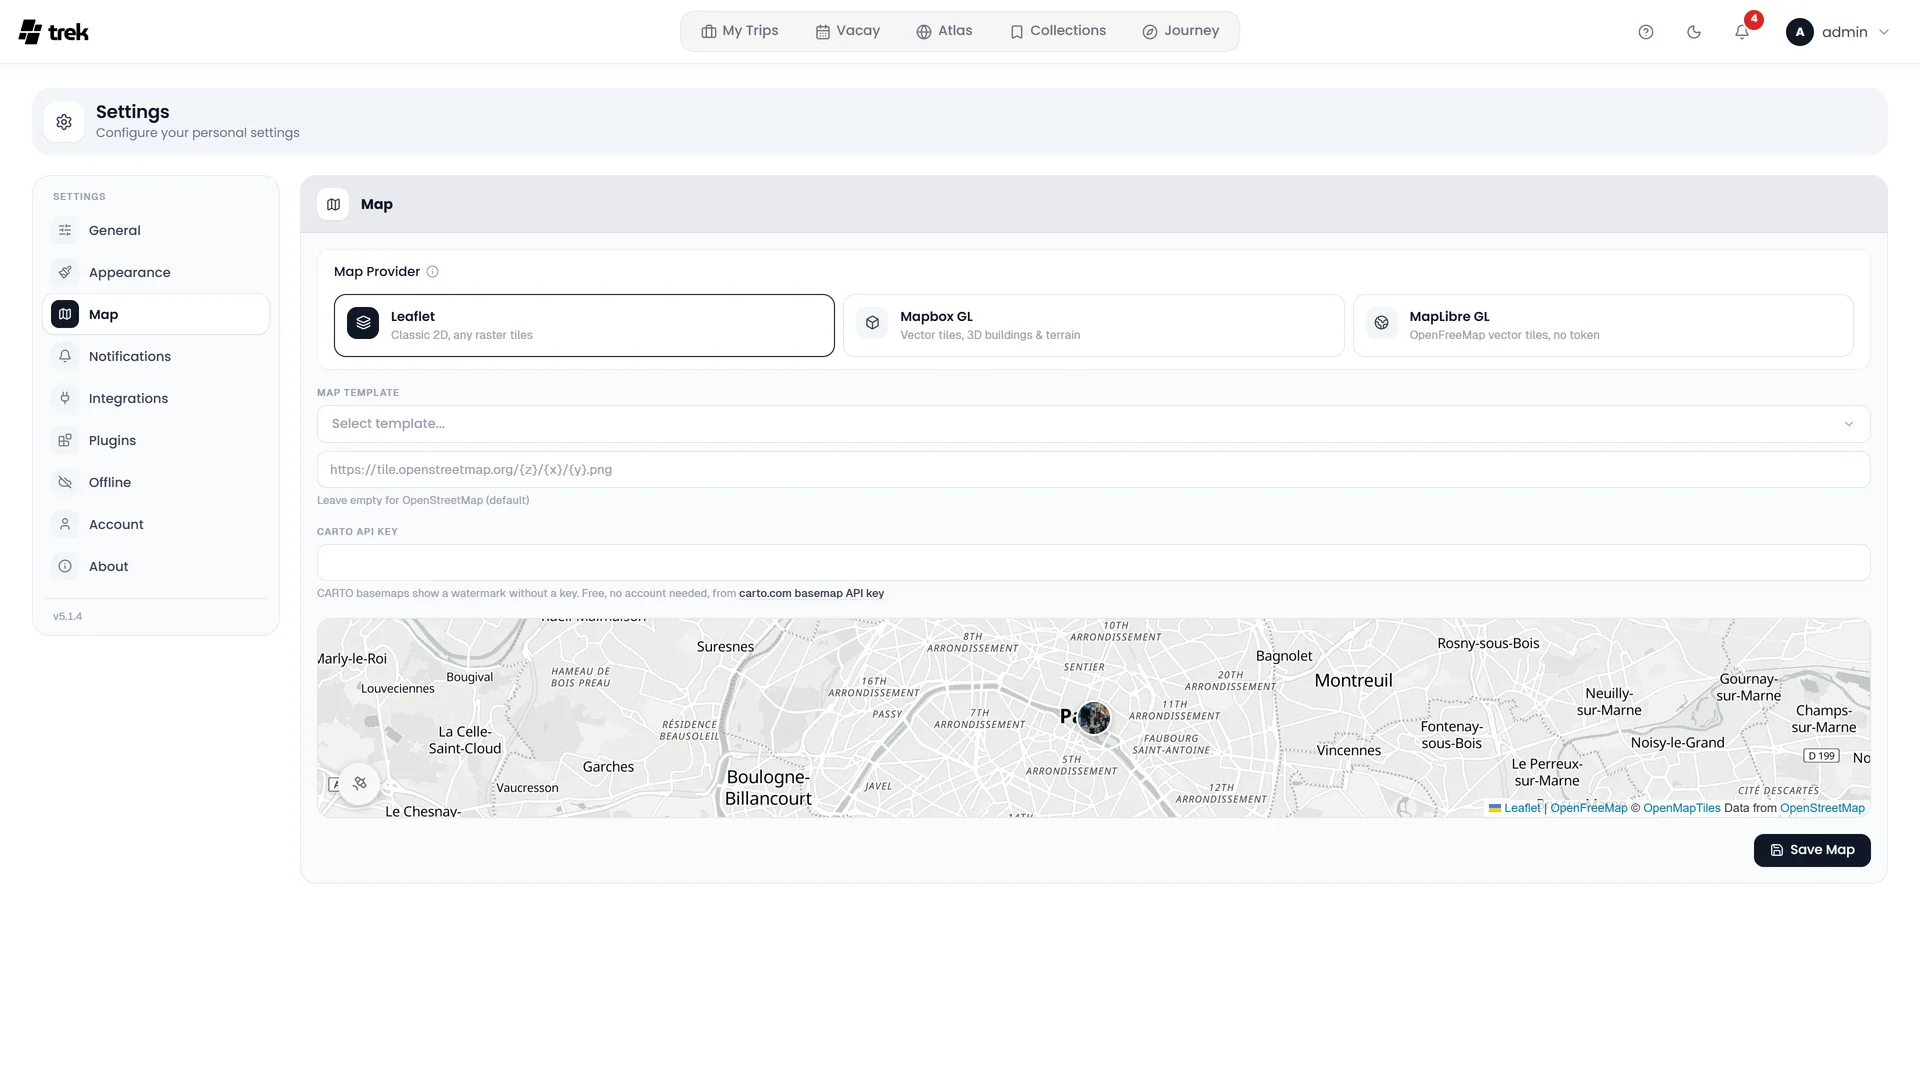 trek
My Trips
Vacay
Atlas
Collections
Journey
4
A
admin
Settings
Configure your personal settings
SETTINGS
General
Appearance
Map
Notifications
Integrations
Plugins
Offline
Account
About
v5.1.4
Map
Map Provider
Leaflet
Classic 2D, any raster tiles
Mapbox GL
Vector tiles, 3D buildings & terrain
MapLibre GL
OpenFreeMap vector tiles, no token
MAP TEMPLATE
Select template...
https://tile.openstreetmap.org/{z}/{x}/{y}.png
Leave empty for OpenStreetMap (default)
CARTO API KEY
CARTO basemaps show a watermark without a key. Free, no account needed, from carto.com basemap API key
Marly-le-Roi
Louveciennes
Bougival
HAMEAU DE
BOIS PREAU
Suresnes
8TH
ARRONDISSEMENT
10TH
ARRONDISSEMENT
SENTIER
16TH
ARRONDISSEMENT
PASSY
7TH
ARRONDISSEMENT
20TH
ARRONDISSEMENT
11TH
ARRONDISSEMENT
Bagnolet
Montreuil
Rosny-sous-Bois
Neuilly-
sur-Marne
Gournay-
sur-Marne
Champs-
sur-Marne
La Celle-
Saint-Cloud
RÉSIDENCE
BEAUSOLEIL
FAUBOURG
SAINT-ANTOINE
Vincennes
Fontenay-
sous-Bois
Noisy-le-Grand
D 199
No
Garches
Vaucresson
Boulogne-
Billancourt
JAVEL
5TH
ARRONDISSEMENT
12TH
ARRONDISSEMENT
Le Perreux-
sur-Marne
CITÉ DESCARTES
Le Chesnay-
Leaflet | OpenFreeMap © OpenMapTiles Data from OpenStreetMap
Save Map